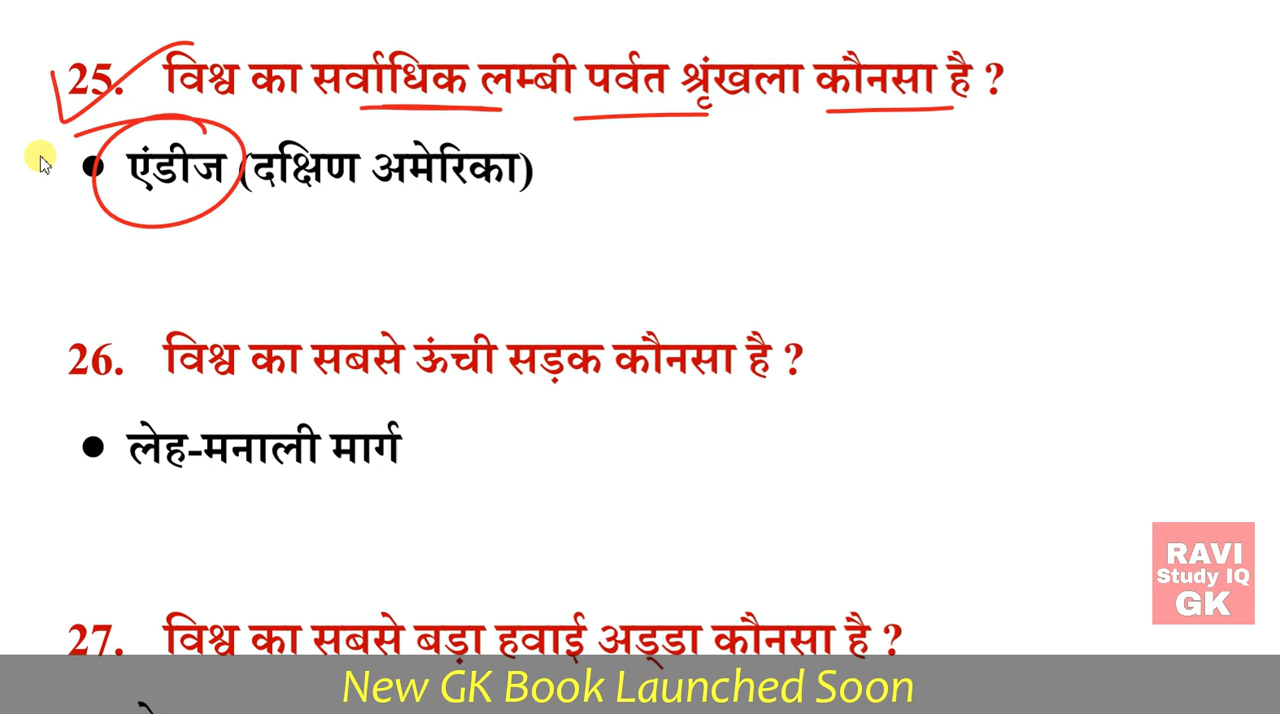 25. विश्व का सर्वाधिक लम्बी पर्वत श्रृंखला कौनसा है ?
• एंडीज (दक्षिण अमेरिका)
26. विश्व का सबसे ऊंची सड़क कौनसा है ?
• लेह-मनाली मार्ग
RAVI
Study IQ
GK
27. विश्व का सबसे बड़ा हवाई अड्डा कौनसा है ?
New GK Book Launched Soon